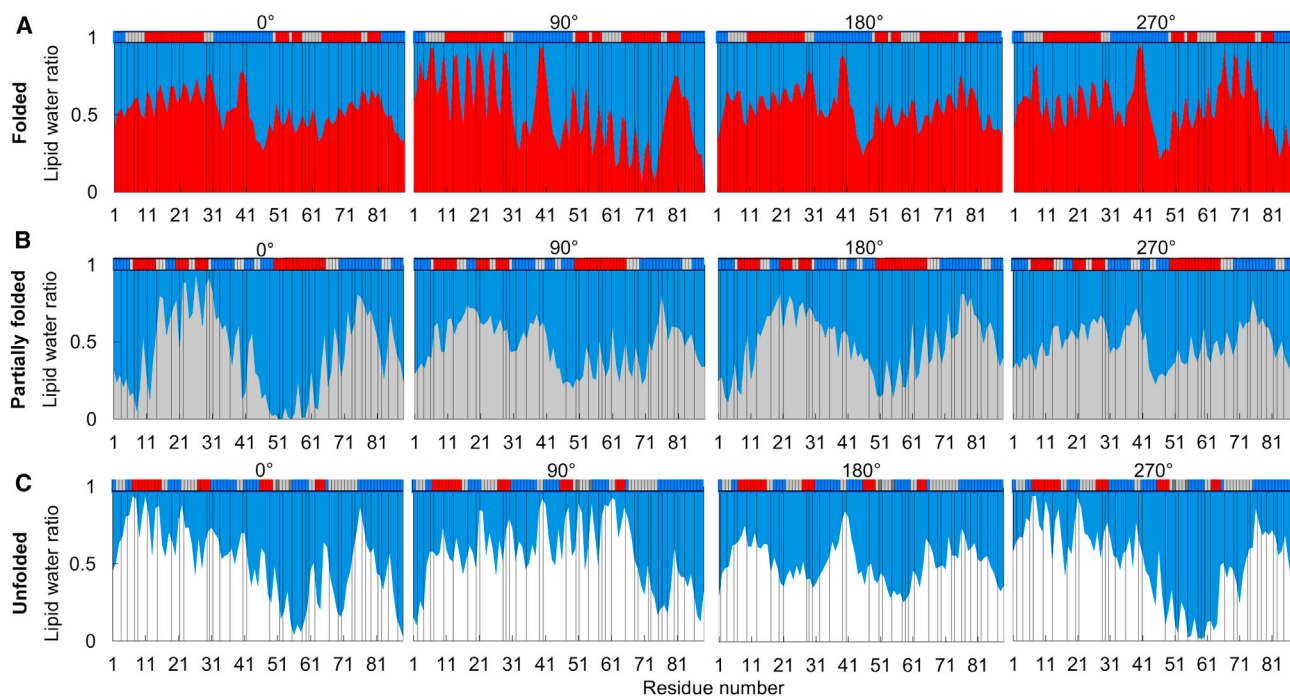 A
0° 90° 180° 270°
Folded
Lipid water ratio
1
0.5
0
1 11 21 31 41 51 61 71 81 1 11 21 31 41 51 61 71 81 1 11 21 31 41 51 61 71 81 1 11 21 31 41 51 61 71 81
B
0° 90° 180° 270°
Partially folded
Lipid water ratio
1
0.5
0
1 11 21 31 41 51 61 71 81 1 11 21 31 41 51 61 71 81 1 11 21 31 41 51 61 71 81 1 11 21 31 41 51 61 71 81
C
0° 90° 180° 270°
Unfolded
Lipid water ratio
1
0.5
0
1 11 21 31 41 51 61 71 81 1 11 21 31 41 51 61 71 81 1 11 21 31 41 51 61 71 81 1 11 21 31 41 51 61 71 81
Residue number